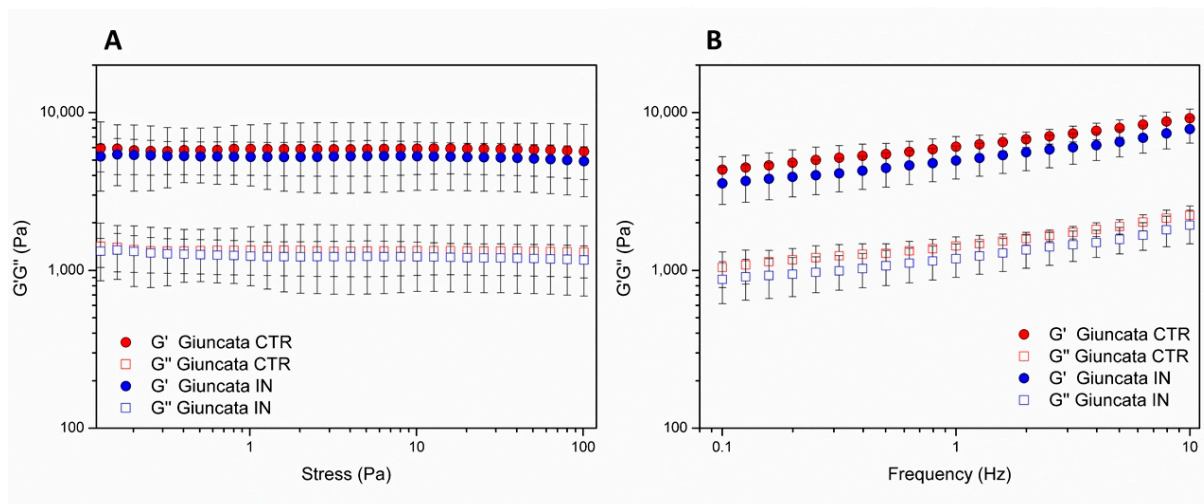 A
10,000
1,000
100
G'G'' (Pa)
1
10
100
Stress (Pa)
G' Giuncata CTR
G'' Giuncata CTR
G' Giuncata IN
G'' Giuncata IN
B
10,000
1,000
100
G'G'' (Pa)
0.1
1
10
Frequency (Hz)
G' Giuncata CTR
G'' Giuncata CTR
G' Giuncata IN
G'' Giuncata IN